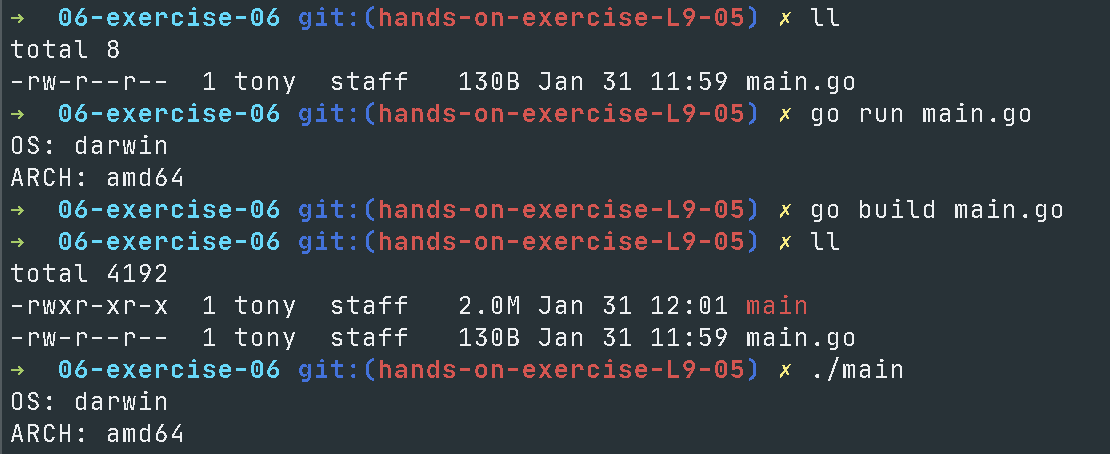 →  06-exercise-06 git:(hands-on-exercise-L9-05) ✗ ll
total 8
-rw-r--r--  1 tony  staff   130B Jan 31 11:59 main.go
→  06-exercise-06 git:(hands-on-exercise-L9-05) ✗ go run main.go
OS: darwin
ARCH: amd64
→  06-exercise-06 git:(hands-on-exercise-L9-05) ✗ go build main.go
→  06-exercise-06 git:(hands-on-exercise-L9-05) ✗ ll
total 4192
-rwxr-xr-x  1 tony  staff   2.0M Jan 31 12:01 main
-rw-r--r--  1 tony  staff   130B Jan 31 11:59 main.go
→  06-exercise-06 git:(hands-on-exercise-L9-05) ✗ ./main
OS: darwin
ARCH: amd64